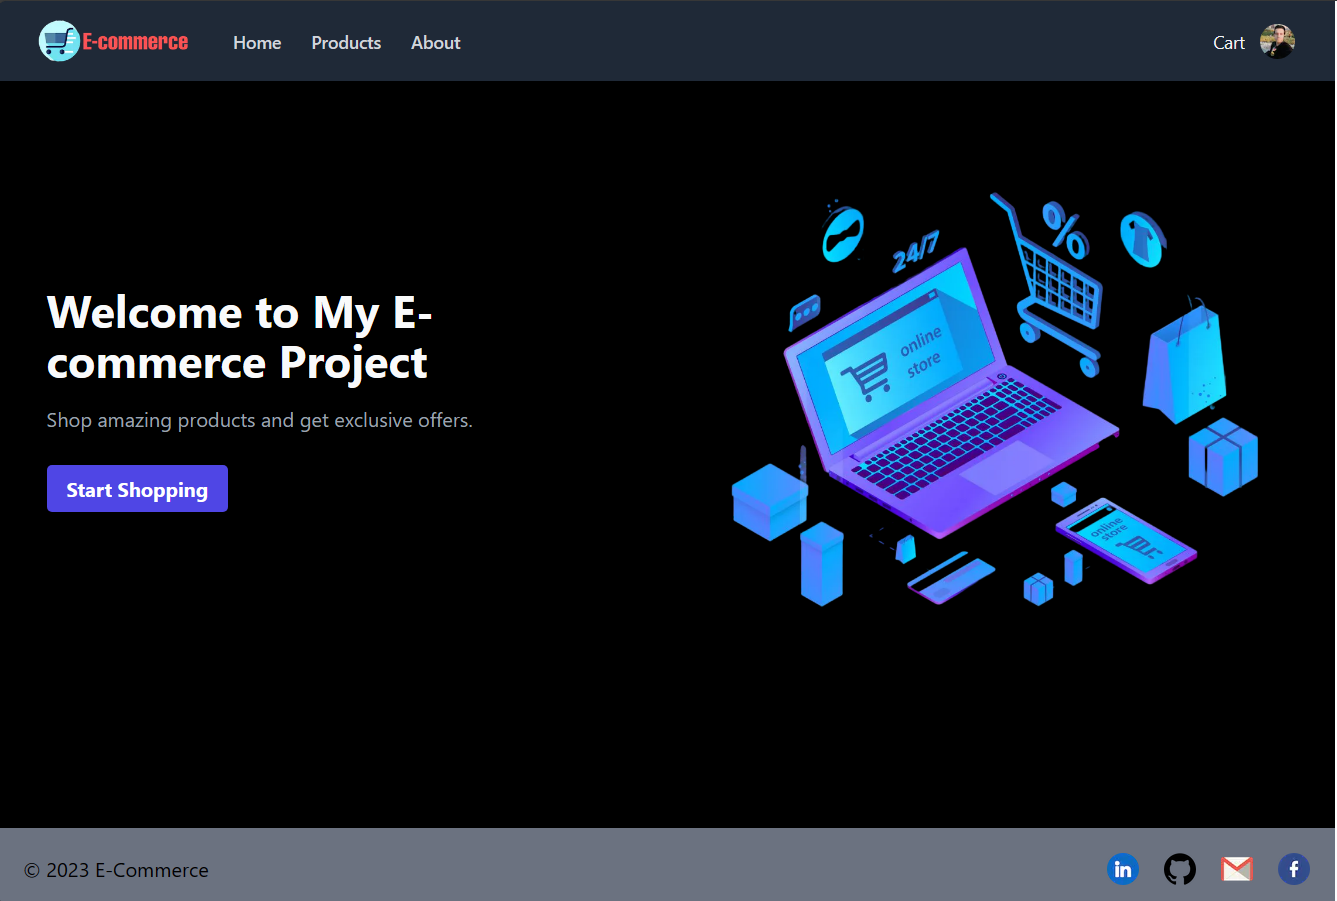 E-commerce
Home
Products
About
Cart
Welcome to My E-
commerce Project
Shop amazing products and get exclusive offers.
Start Shopping
24/7
%
online
store
online
store
© 2023 E-Commerce
in
f